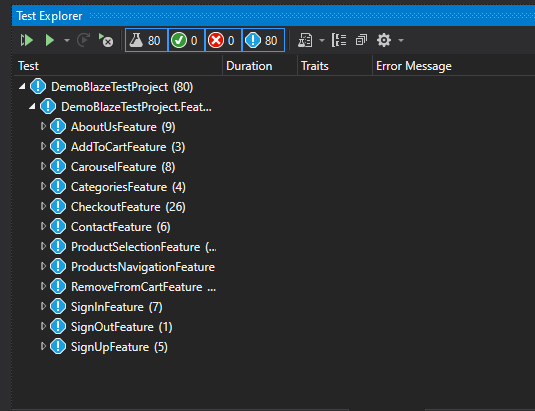 Test Explorer
80 0 0 80
Test Duration Traits Error Message
DemoBlazeTestProject (80)
DemoBlazeTestProject.Feat...
AboutUsFeature (9)
AddToCartFeature (3)
CarouselFeature (8)
CategoriesFeature (4)
CheckoutFeature (26)
ContactFeature (6)
ProductSelectionFeature (...
ProductsNavigationFeature
RemoveFromCartFeature ...
SignInFeature (7)
SignOutFeature (1)
SignUpFeature (5)